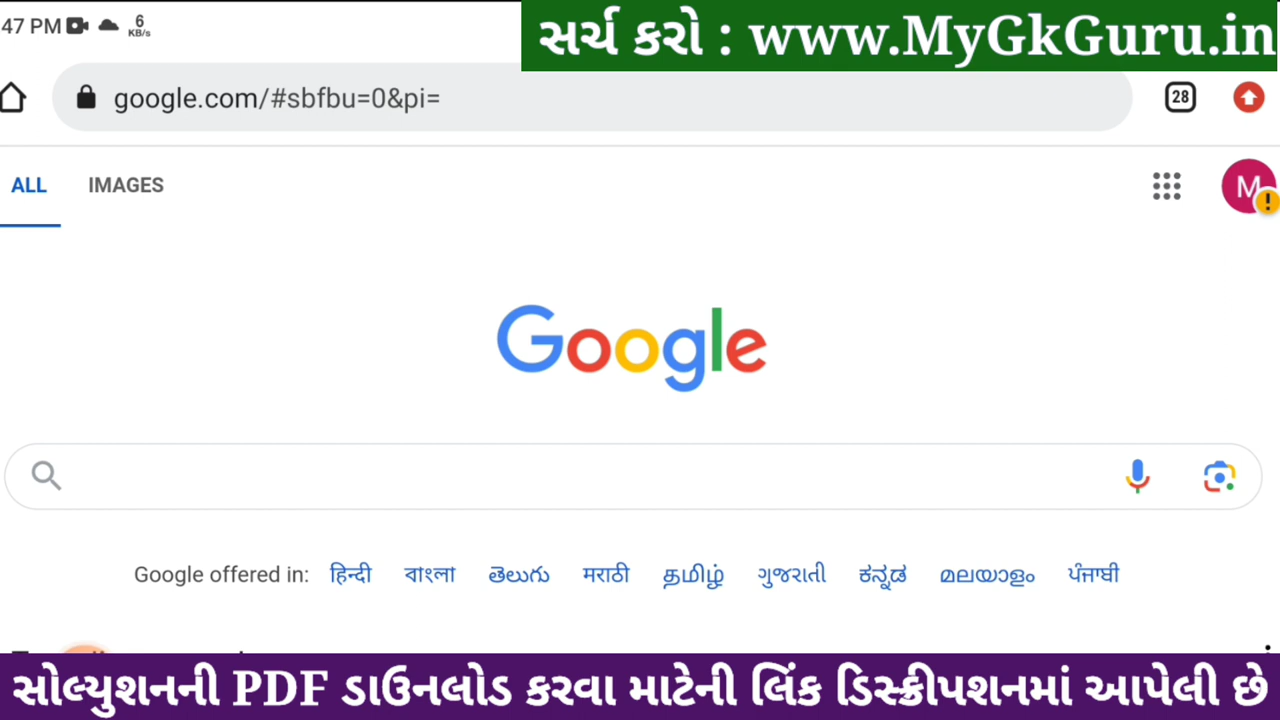 47 PM 6 KB/s
સર્ચ કરો : www.MyGkGuru.in
google.com/#sbfbu=0&pi=
28
ALL IMAGES
M
Google
Google offered in: हिन्दी বাংলা తెలుగు मराठी தமிழ் ગુજરાતી ಕನ್ನಡ മലയാളം ਪੰਜਾਬੀ
સોલ્યુશનની PDF ડાઉનલોડ કરવા માટેની લિંક ડિસ્ક્રીપશનમાં આપેલી છે